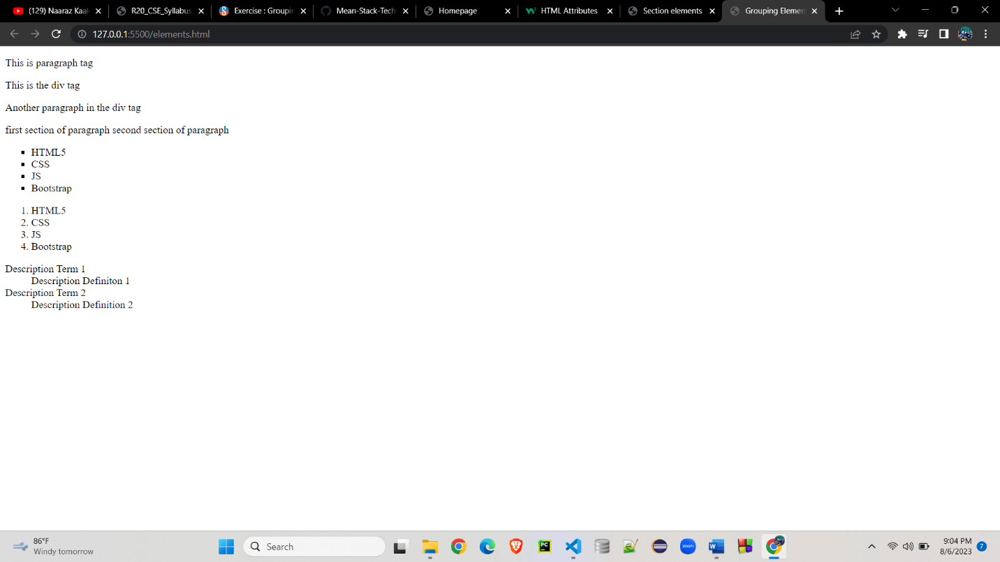 (129) Naaraz Kaak
R20_CSE_Syllabus
Exercise : Groupin
Mean-Stack-Tech
Homepage
HTML Attributes
Section elements
Grouping Elemen
127.0.0.1:5500/elements.html
This is paragraph tag
This is the div tag
Another paragraph in the div tag
first section of paragraph second section of paragraph
▪ HTML5
▪ CSS
▪ JS
▪ Bootstrap
1. HTML5
2. CSS
3. JS
4. Bootstrap
Description Term 1
Description Definiton 1
Description Term 2
Description Definition 2
86°F
Windy tomorrow
Search
PC
zoom
W
9:04 PM
8/6/2023
7